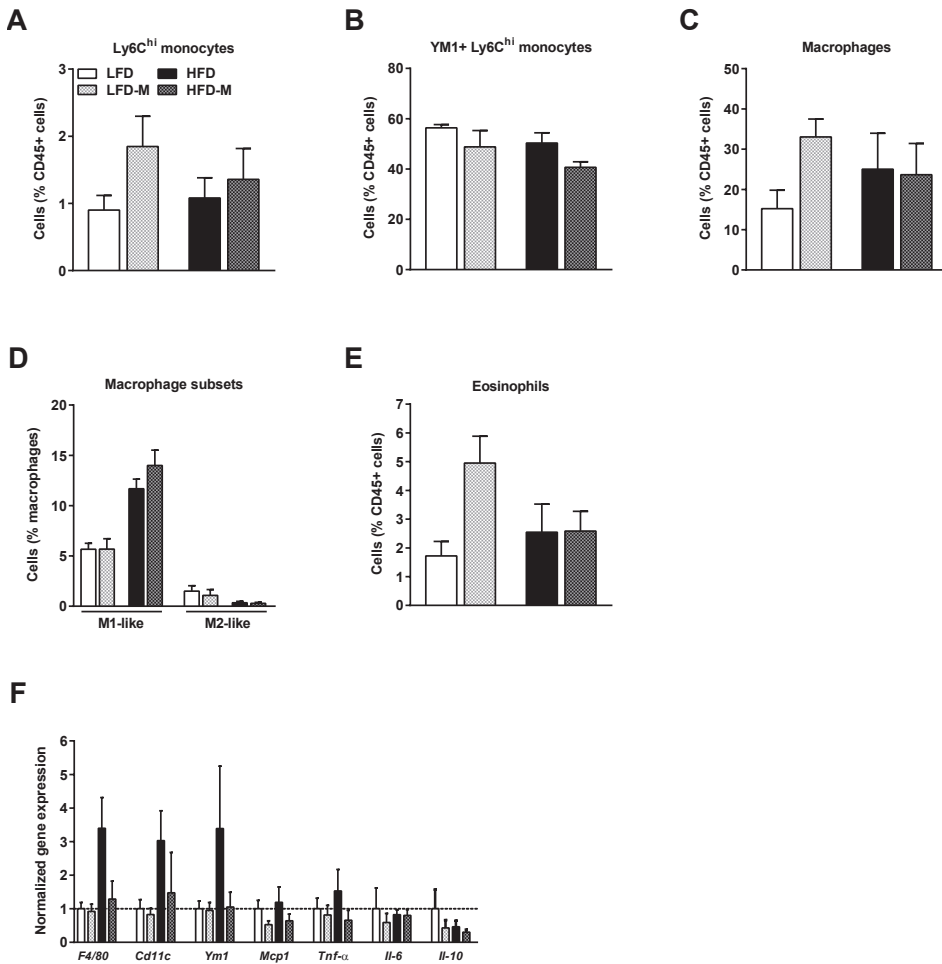 A
Ly6Chi monocytes
Cells (% CD45+ cells)
3
2
1
0
LFD
HFD
LFD-M
HFD-M
B
YM1+ Ly6Chi monocytes
Cells (% CD45+ cells)
80
60
40
20
0
C
Macrophages
Cells (% CD45+ cells)
50
40
30
20
10
0
D
Macrophage subsets
Cells (% macrophages)
20
15
10
5
0
M1-like
M2-like
E
Eosinophils
Cells (% CD45+ cells)
7
6
5
4
3
2
1
0
F
Normalized gene expression
6
5
4
3
2
1
0
F4/80 Cd11c Ym1 Mcp1 Tnf-α Il-6 Il-10